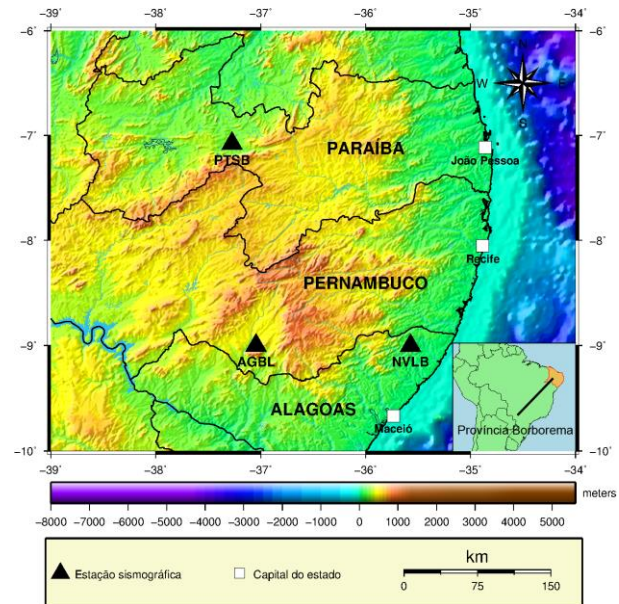 −39 −38 −37 −36 −35 −34
−6˚ −6˚
N
W E
S
−7˚ −7˚
PTSB
PARAÍBA
João Pessoa
−8˚ −8˚
Recife
PERNAMBUCO
−9˚ −9˚
AGBL NVLB
ALAGOAS
Maceió
Província Borborema
−10˚ −10˚
−39 −38 −37 −36 −35 −34
meters
−8000 −7000 −6000 −5000 −4000 −3000 −2000 −1000 0 1000 2000 3000 4000 5000
km
Estação sismográfica Capital do estado
0 75 150